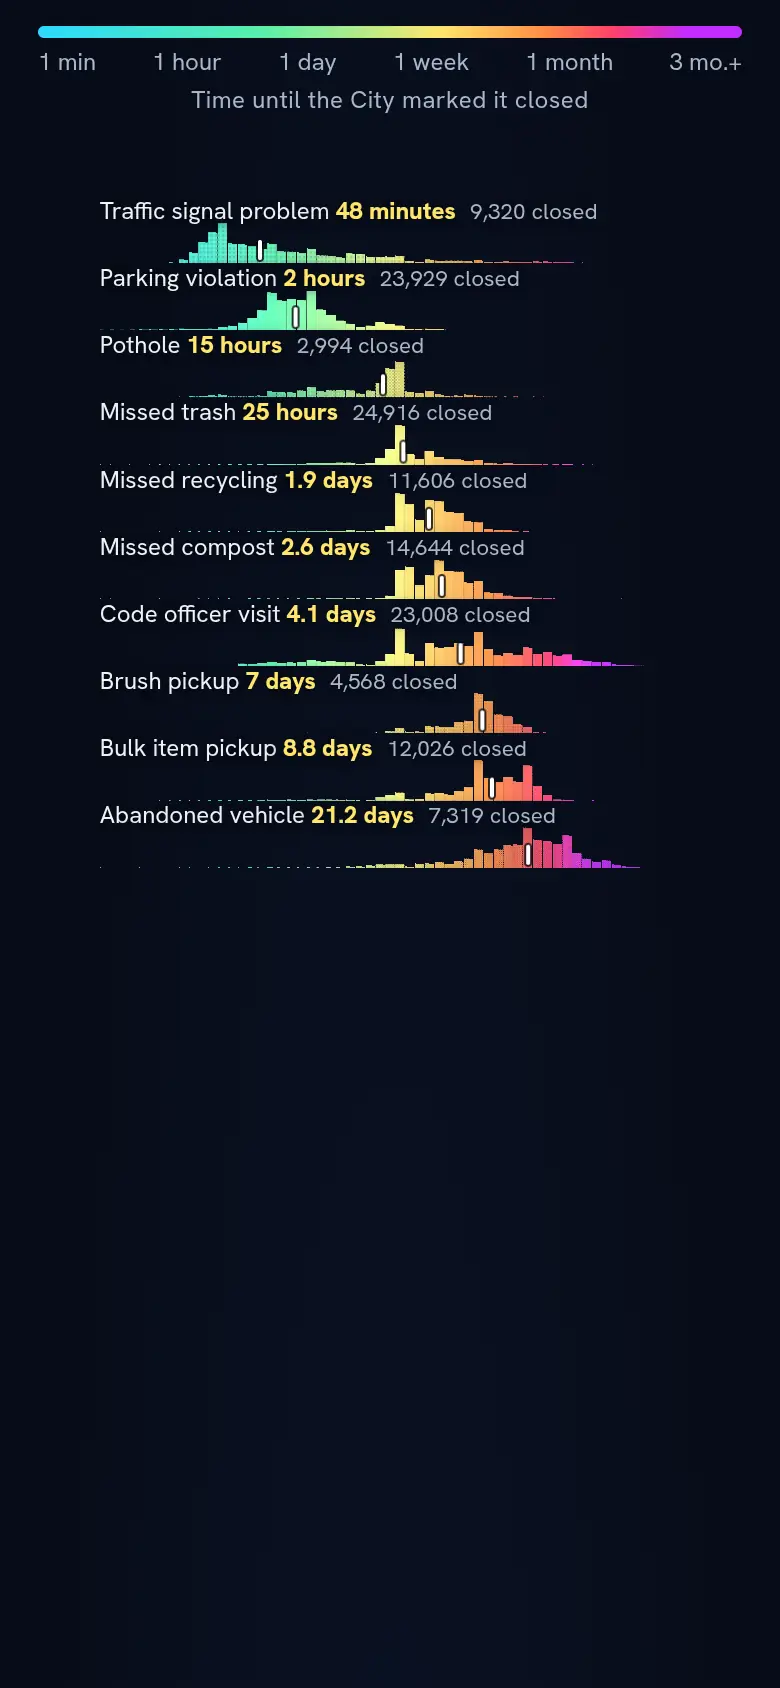 1 min 1 hour 1 day 1 week 1 month 3 mo.+
Time until the City marked it closed
Traffic signal problem 48 minutes 9,320 closed
Parking violation 2 hours 23,929 closed
Pothole 15 hours 2,994 closed
Missed trash 25 hours 24,916 closed
Missed recycling 1.9 days 11,606 closed
Missed compost 2.6 days 14,644 closed
Code officer visit 4.1 days 23,008 closed
Brush pickup 7 days 4,568 closed
Bulk item pickup 8.8 days 12,026 closed
Abandoned vehicle 21.2 days 7,319 closed